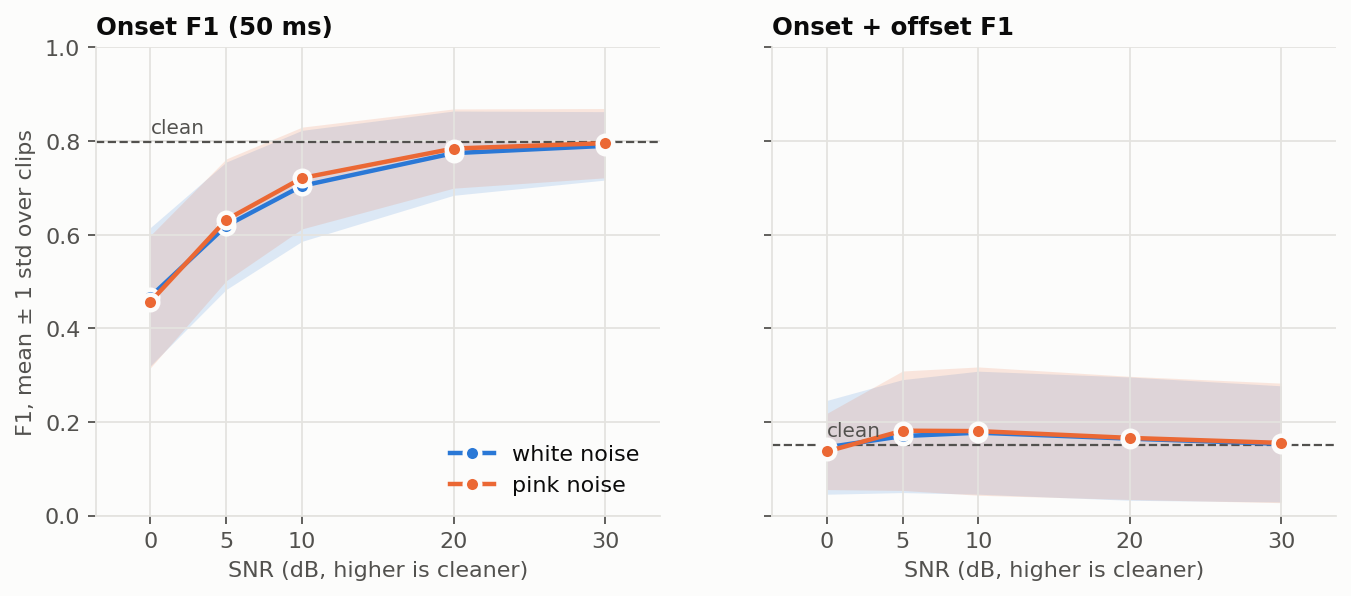 Onset F1 (50 ms)
F1, mean ± 1 std over clips
1.0
0.8
0.6
0.4
0.2
0.0
clean
white noise
pink noise
0 5 10 20 30
SNR (dB, higher is cleaner)
Onset + offset F1
clean
0 5 10 20 30
SNR (dB, higher is cleaner)